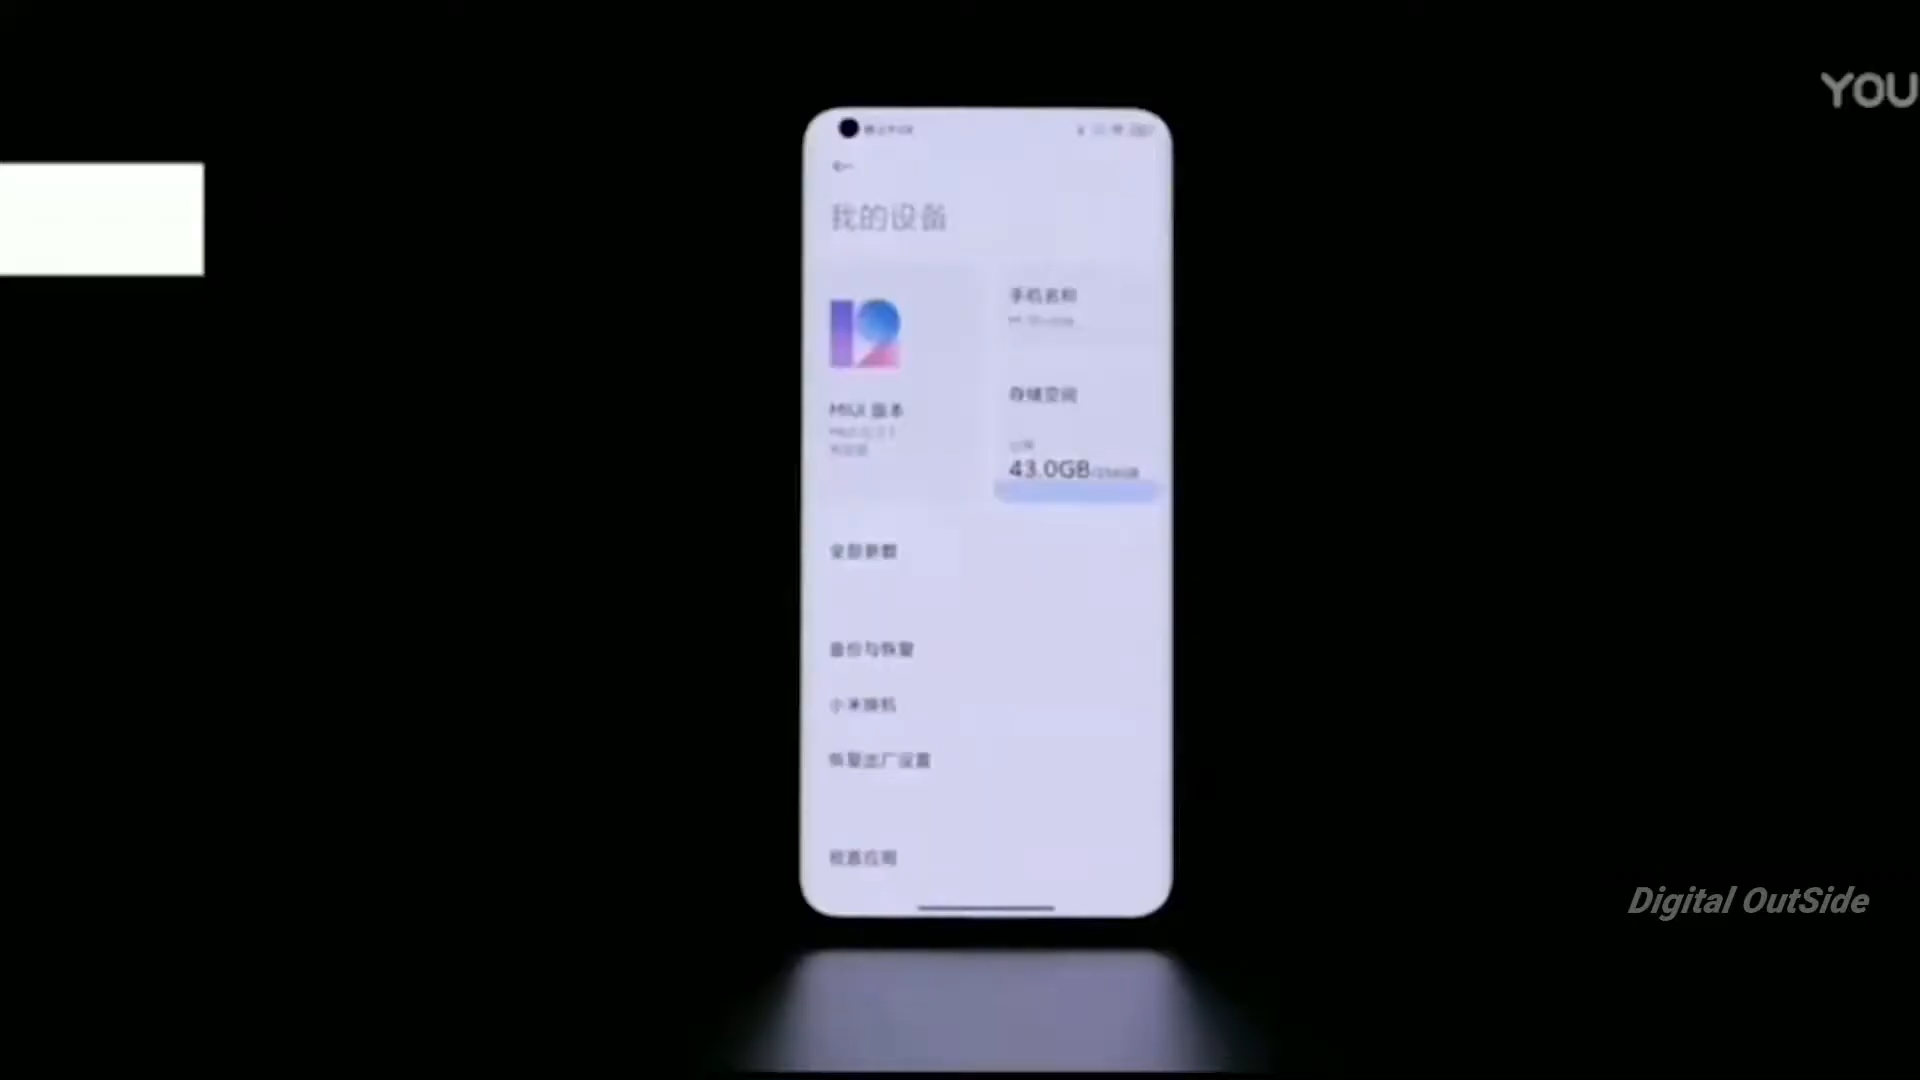 YOU
我的设备
12
手机名称
MIUI 版本
存储空间
43.0GB
全部参数
备份与恢复
小米换机
恢复出厂设置
Digital OutSide